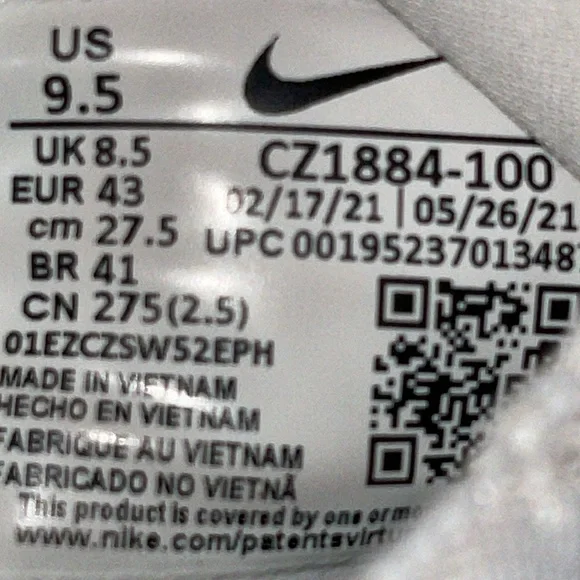 US
9.5
UK 8.5
EUR 43
cm 27.5
BR 41
CN 275(2.5)
01EZCZSW52EPH
MADE IN VIETNAM
HECHO EN VIETNAM
FABRIQUE AU VIETNAM
FABRICADO NO VIETNÃ
This product is covered by one or
www.nike.com/patents
CZ1884-100
02/17/21 | 05/26/21
UPC 0019523701348